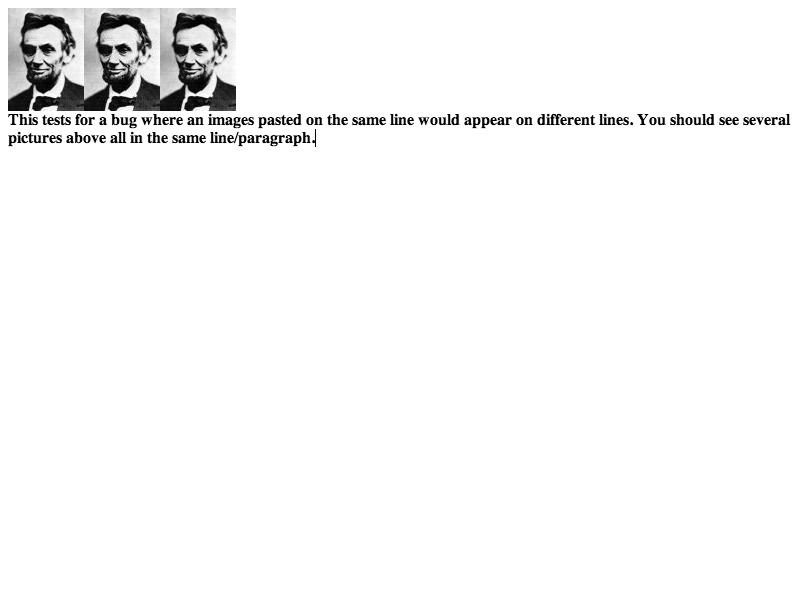 This tests for a bug where an images pasted on the same line would appear on different lines. You should see several
pictures above all in the same line/paragraph.